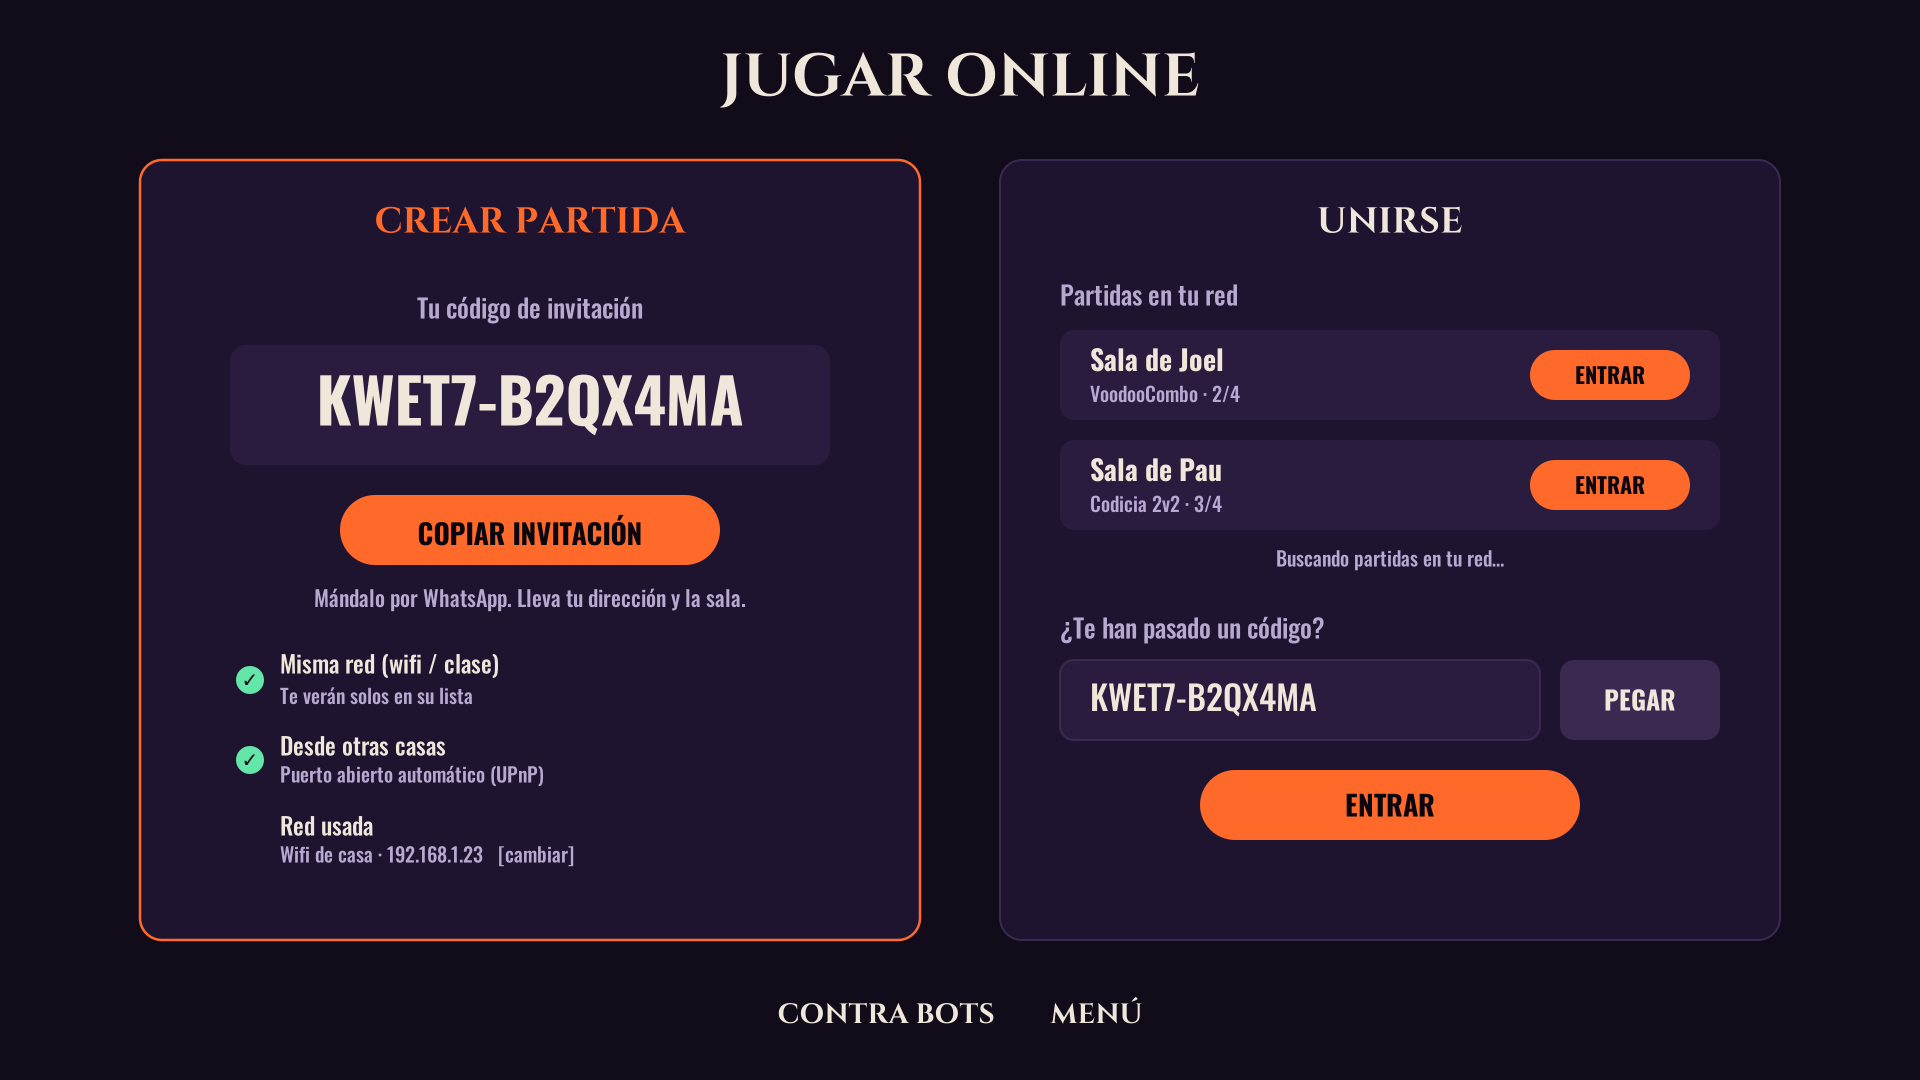 JUGAR ONLINE
CREAR PARTIDA
Tu código de invitación
KWET7-B2QX4MA
COPIAR INVITACIÓN
Mándalo por WhatsApp. Lleva tu dirección y la sala.
✓ Misma red (wifi / clase)
Te verán solos en su lista
✓ Desde otras casas
Puerto abierto automático (UPnP)
Red usada
Wifi de casa · 192.168.1.23 [cambiar]
UNIRSE
Partidas en tu red
Sala de Joel
VoodooCombo · 2/4
ENTRAR
Sala de Pau
Codicia 2v2 · 3/4
ENTRAR
Buscando partidas en tu red...
¿Te han pasado un código?
KWET7-B2QX4MA
PEGAR
ENTRAR
CONTRA BOTS
MENÚ